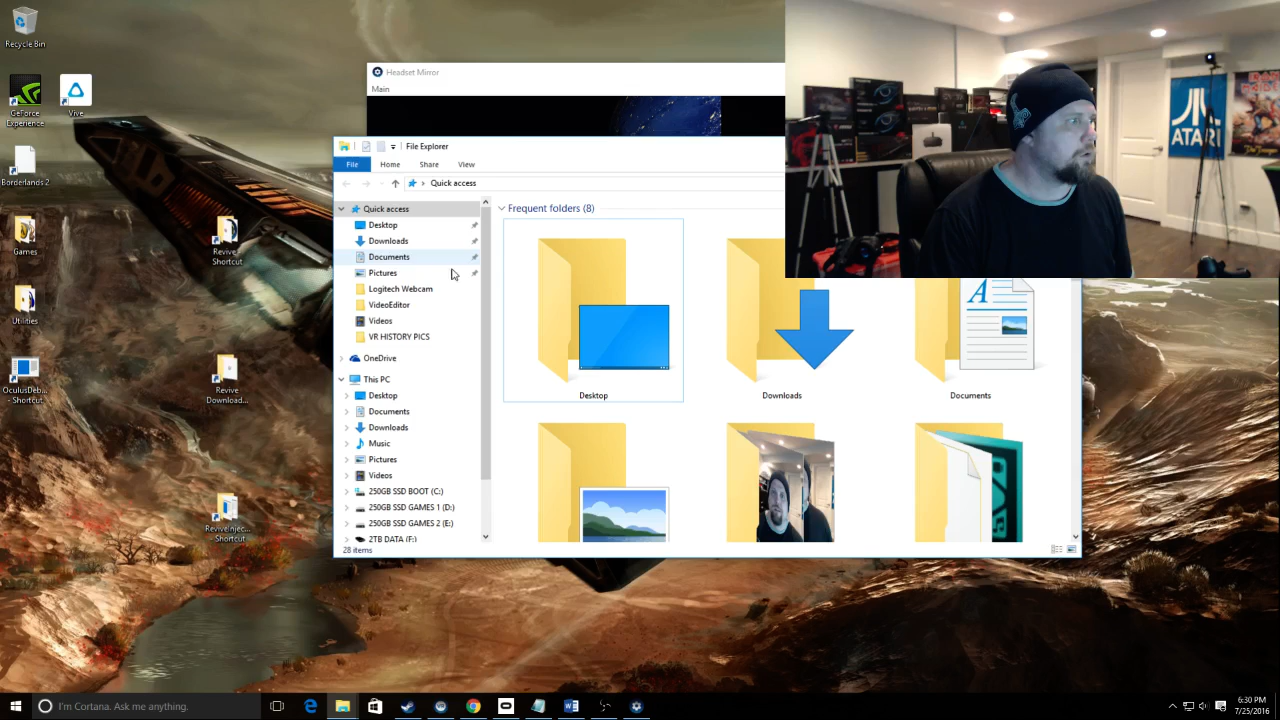 Recycle Bin
GeForce
Experience
Vive
Borderlands 2
Games
Revive
Shortcut
Utilities
OculusDeb...
- Shortcut
Revive
Download...
ReviveInjec...
- Shortcut
Headset Mirror
Main
File Explorer
File
Home
Share
View
Quick access
Quick access
Desktop
Downloads
Documents
Pictures
Logitech Webcam
VideoEditor
Videos
VR HISTORY PICS
OneDrive
This PC
Desktop
Documents
Downloads
Music
Pictures
Videos
250GB SSD BOOT (C:)
250GB SSD GAMES 1 (D:)
250GB SSD GAMES 2 (E:)
2TB DATA (F:)
28 items
Frequent folders (8)
Desktop
Downloads
Documents
A
ATARI
IRON MAIDEN
I'm Cortana. Ask me anything.
6:30 PM
7/25/2016